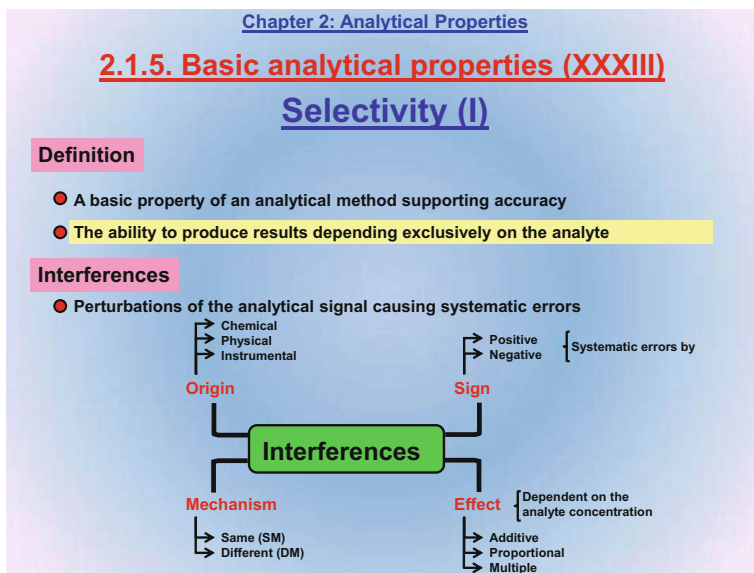 Chapter 2: Analytical Properties
2.1.5. Basic analytical properties (XXXIII)
Selectivity (I)
Definition
A basic property of an analytical method supporting accuracy
The ability to produce results depending exclusively on the analyte
Interferences
Perturbations of the analytical signal causing systematic errors
Chemical
Physical
Instrumental
Origin
Positive
Negative
Systematic errors by
Sign
Interferences
Mechanism
Same (SM)
Different (DM)
Effect
Dependent on the
analyte concentration
Additive
Proportional
Multiple